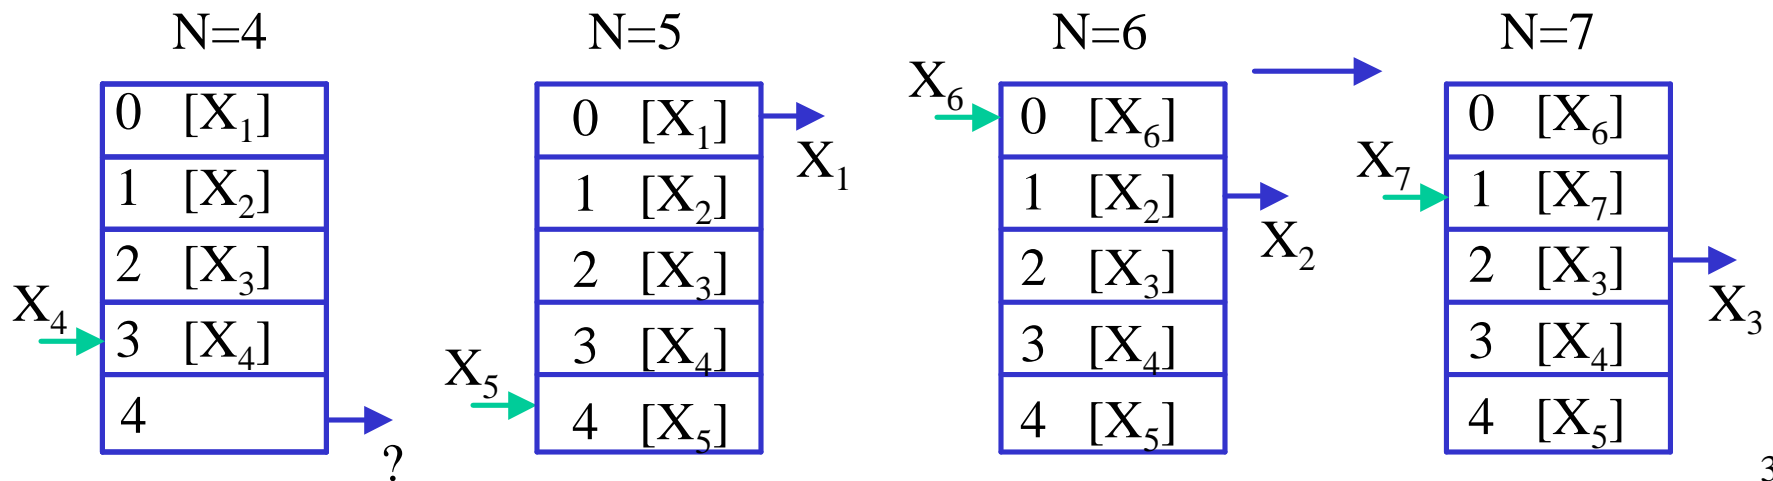 N=4 N=5 N=6 N=7
X₆
0 [X₁] 0 [X₁] 0 [X₆] 0 [X₆]
X₁ X₇
1 [X₂] 1 [X₂] 1 [X₂] 1 [X₇]
X₂
2 [X₃] 2 [X₃] 2 [X₃] 2 [X₃]
X₄ X₃
3 [X₄] 3 [X₄] 3 [X₄] 3 [X₄]
X₅
4 4 [X₅] 4 [X₅] 4 [X₅]
? 3